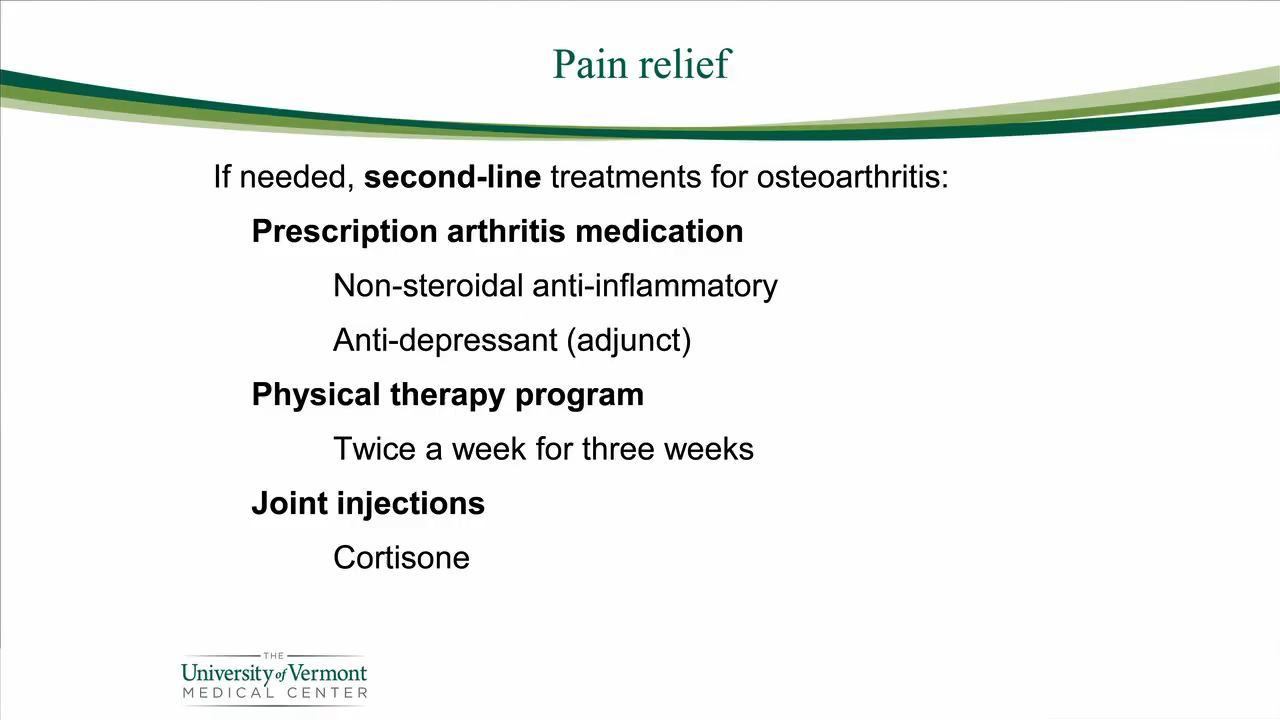 Pain relief
If needed, second-line treatments for osteoarthritis:
Prescription arthritis medication
Non-steroidal anti-inflammatory
Anti-depressant (adjunct)
Physical therapy program
Twice a week for three weeks
Joint injections
Cortisone
THE
University of Vermont
MEDICAL CENTER